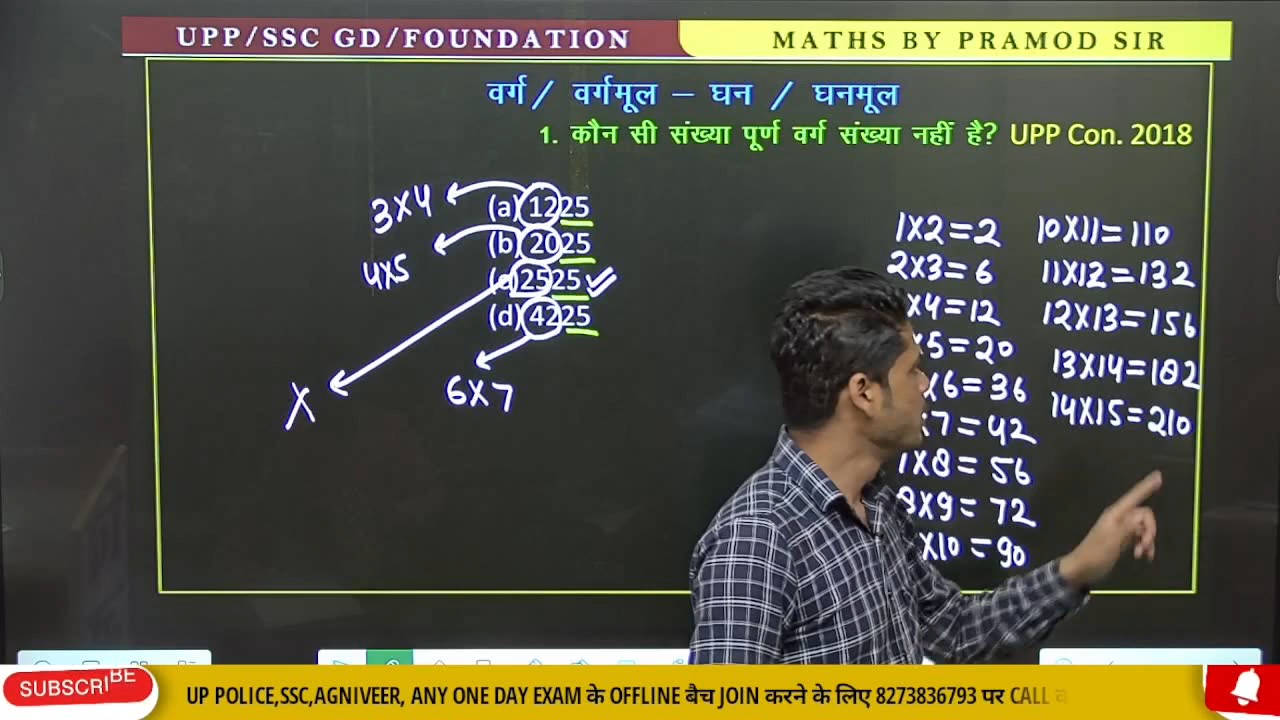 UPP/SSC GD/FOUNDATION
MATHS BY PRAMOD SIR
वर्ग / वर्गमूल – घन / घनमूल
1. कौन सी संख्या पूर्ण वर्ग संख्या नहीं है? UPP Con. 2018
3X4
(a) 1225
4X5
(b) 2025
(c) 2525
(d) 4225
X
6X7
1X2=2
2X3=6
X4=12
X5=20
X6=36
X7=42
X8=56
8X9=72
X10=90
10X11=110
11X12=132
12X13=156
13X14=182
14X15=210
SUBSCRIBE
UP POLICE,SSC,AGNIVEER, ANY ONE DAY EXAM के OFFLINE बैच JOIN करने के लिए 8273836793 पर CALL